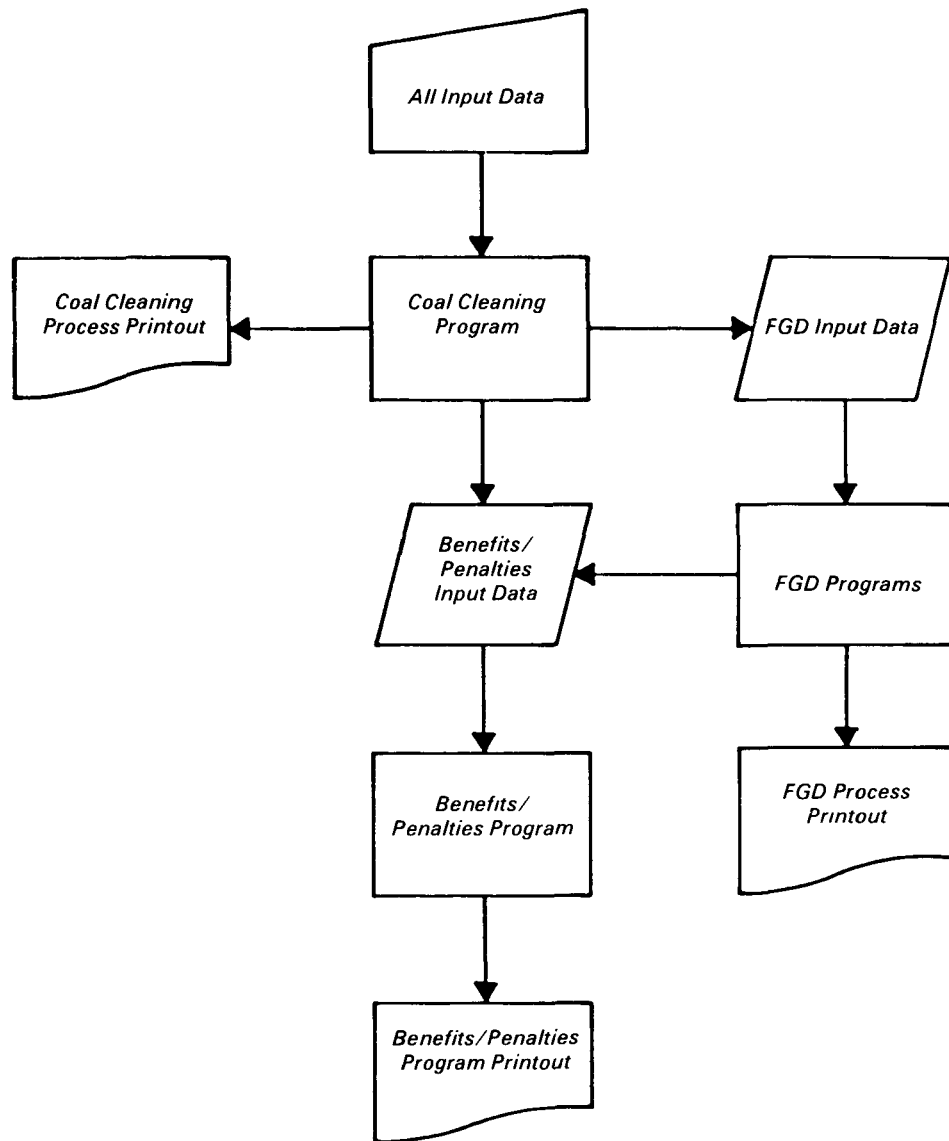 All Input Data
Coal Cleaning
Process Printout
Coal Cleaning
Program
FGD Input Data
Benefits/
Penalties
Input Data
FGD Programs
Benefits/
Penalties Program
FGD Process
Printout
Benefits/Penalties
Program Printout